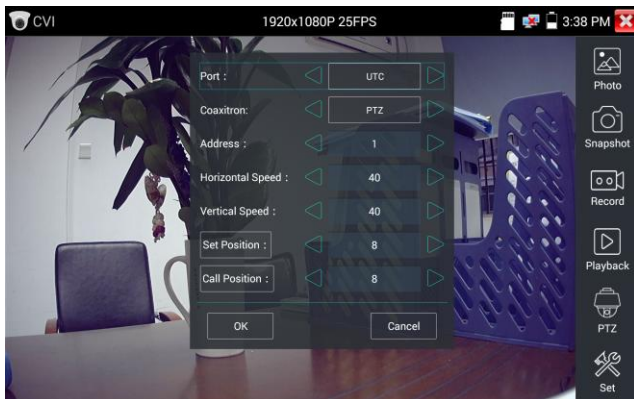 CVI 1920x1080P 25FPS 3:38 PM
Port : UTC
Coaxitron: PTZ
Address : 1
Horizontal Speed : 40
Vertical Speed : 40
Set Position : 8
Call Position : 8
OK Cancel
Photo
Snapshot
Record
Playback
PTZ
Set